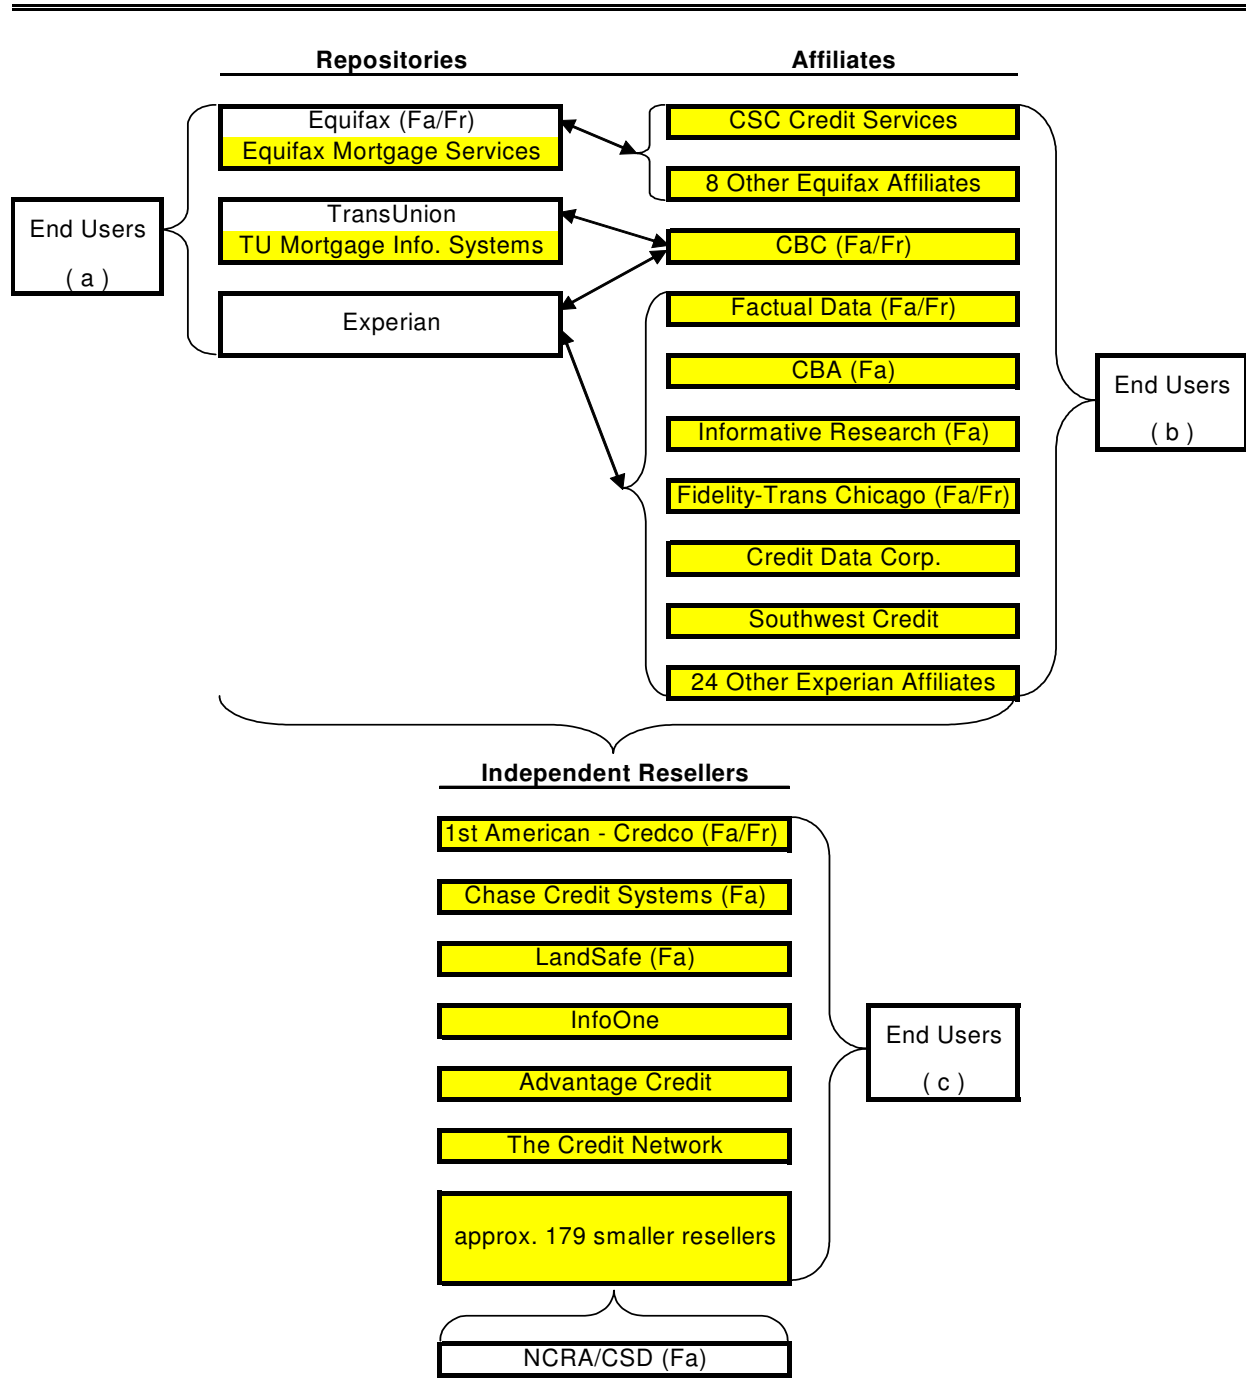 Repositories
Affiliates
Equifax (Fa/Fr)
Equifax Mortgage Services
CSC Credit Services
8 Other Equifax Affiliates
End Users
( a )
TransUnion
TU Mortgage Info. Systems
CBC (Fa/Fr)
Experian
Factual Data (Fa/Fr)
CBA (Fa)
End Users
( b )
Informative Research (Fa)
Fidelity-Trans Chicago (Fa/Fr)
Credit Data Corp.
Southwest Credit
24 Other Experian Affiliates
Independent Resellers
1st American - Credco (Fa/Fr)
Chase Credit Systems (Fa)
LandSafe (Fa)
InfoOne
End Users
( c )
Advantage Credit
The Credit Network
approx. 179 smaller resellers
NCRA/CSD (Fa)